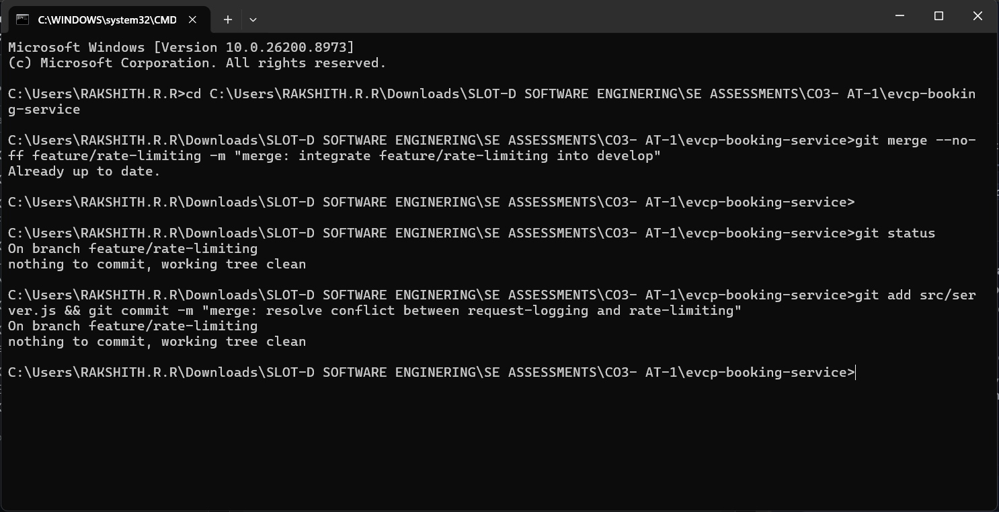 C:\WINDOWS\system32\CMD
Microsoft Windows [Version 10.0.26200.8973]
(c) Microsoft Corporation. All rights reserved.
C:\Users\RAKSHITH.R.R>cd C:\Users\RAKSHITH.R.R\Downloads\SLOT-D SOFTWARE ENGINERING\SE ASSESSMENTS\CO3- AT-1\evcp-bookin
g-service
C:\Users\RAKSHITH.R.R\Downloads\SLOT-D SOFTWARE ENGINERING\SE ASSESSMENTS\CO3- AT-1\evcp-booking-service>git merge --no-
ff feature/rate-limiting -m "merge: integrate feature/rate-limiting into develop"
Already up to date.
C:\Users\RAKSHITH.R.R\Downloads\SLOT-D SOFTWARE ENGINERING\SE ASSESSMENTS\CO3- AT-1\evcp-booking-service>
C:\Users\RAKSHITH.R.R\Downloads\SLOT-D SOFTWARE ENGINERING\SE ASSESSMENTS\CO3- AT-1\evcp-booking-service>git status
On branch feature/rate-limiting
nothing to commit, working tree clean
C:\Users\RAKSHITH.R.R\Downloads\SLOT-D SOFTWARE ENGINERING\SE ASSESSMENTS\CO3- AT-1\evcp-booking-service>git add src/ser
ver.js && git commit -m "merge: resolve conflict between request-logging and rate-limiting"
On branch feature/rate-limiting
nothing to commit, working tree clean
C:\Users\RAKSHITH.R.R\Downloads\SLOT-D SOFTWARE ENGINERING\SE ASSESSMENTS\CO3- AT-1\evcp-booking-service>